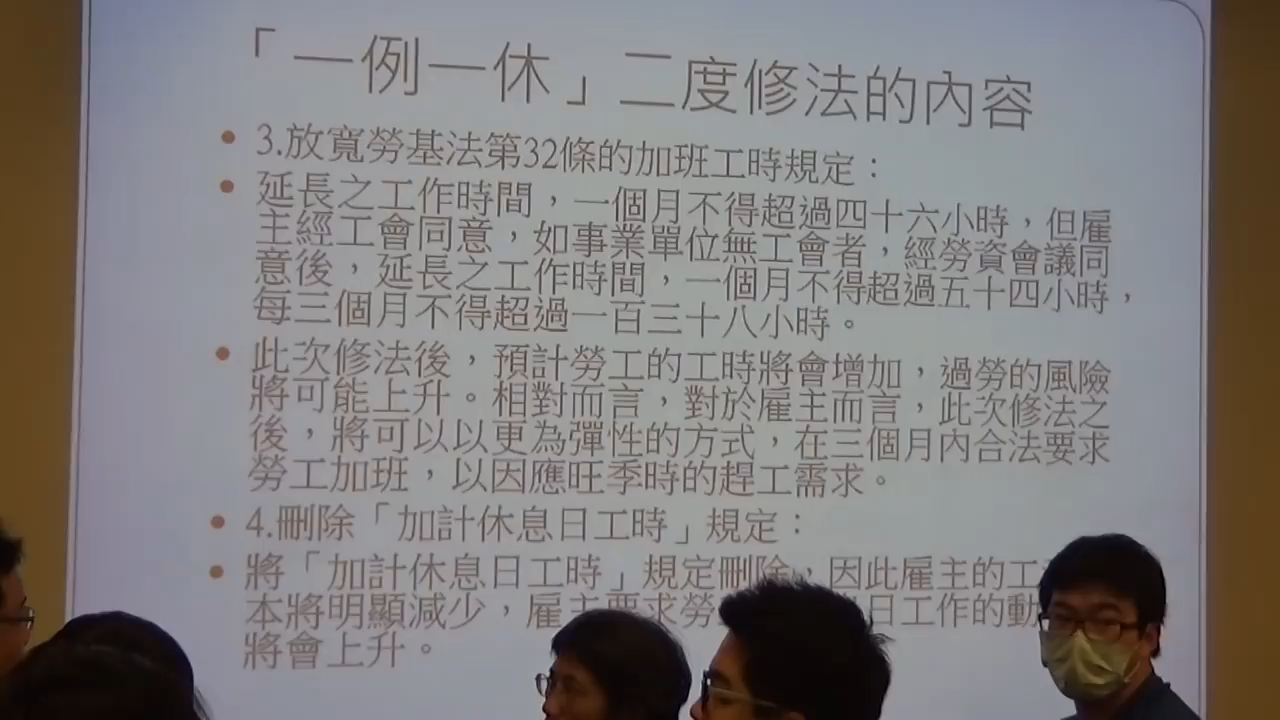 「一例一休」二度修法的內容
3.放寬勞基法第32條的加班工時規定：
延長之工作時間，一個月不得超過四十六小時，但雇
主經工會同意，如事業單位無工會者，經勞資會議同
意後，延長之工作時間，一個月不得超過五十四小時，
每三個月不得超過一百三十八小時。
此次修法後，預計勞工的工時將會增加，過勞的風險
將可能上升。相對而言，對於雇主而言，此次修法之
後，將可以以更為彈性的方式，在三個月內合法要求
勞工加班，以因應旺季時的趕工需求。
4.刪除「加計休息日工時」規定：
將「加計休息日工時」規定刪除，因此雇主的工
本將明顯減少，雇主要求勞日工作的動
將會上升。